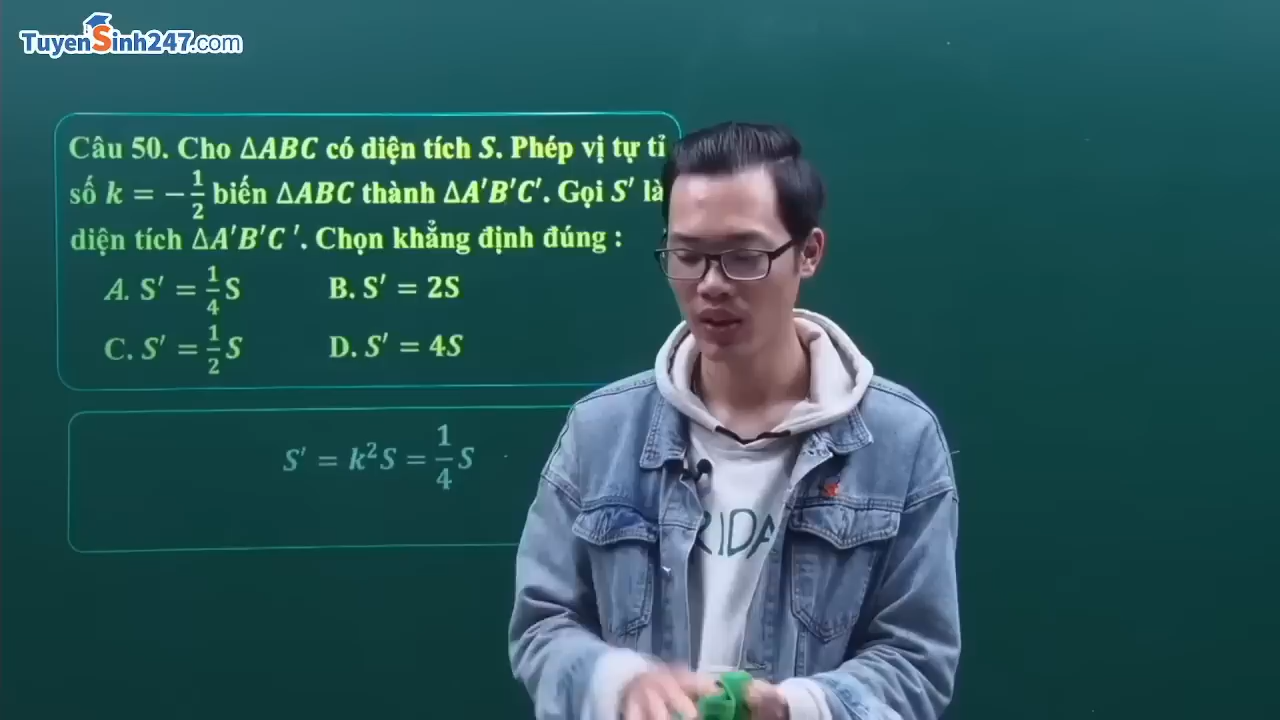 TuyenSinh247.com
Câu 50. Cho ΔABC có diện tích S. Phép vị tự tỉ
số k = −1/2 biến ΔABC thành ΔA′B′C′. Gọi S′ là
diện tích ΔA′B′C ′. Chọn khẳng định đúng :
A. S′ = 1/4 S B. S′ = 2S
C. S′ = 1/2 S D. S′ = 4S
S′ = k²S = 1/4 S
RIDA